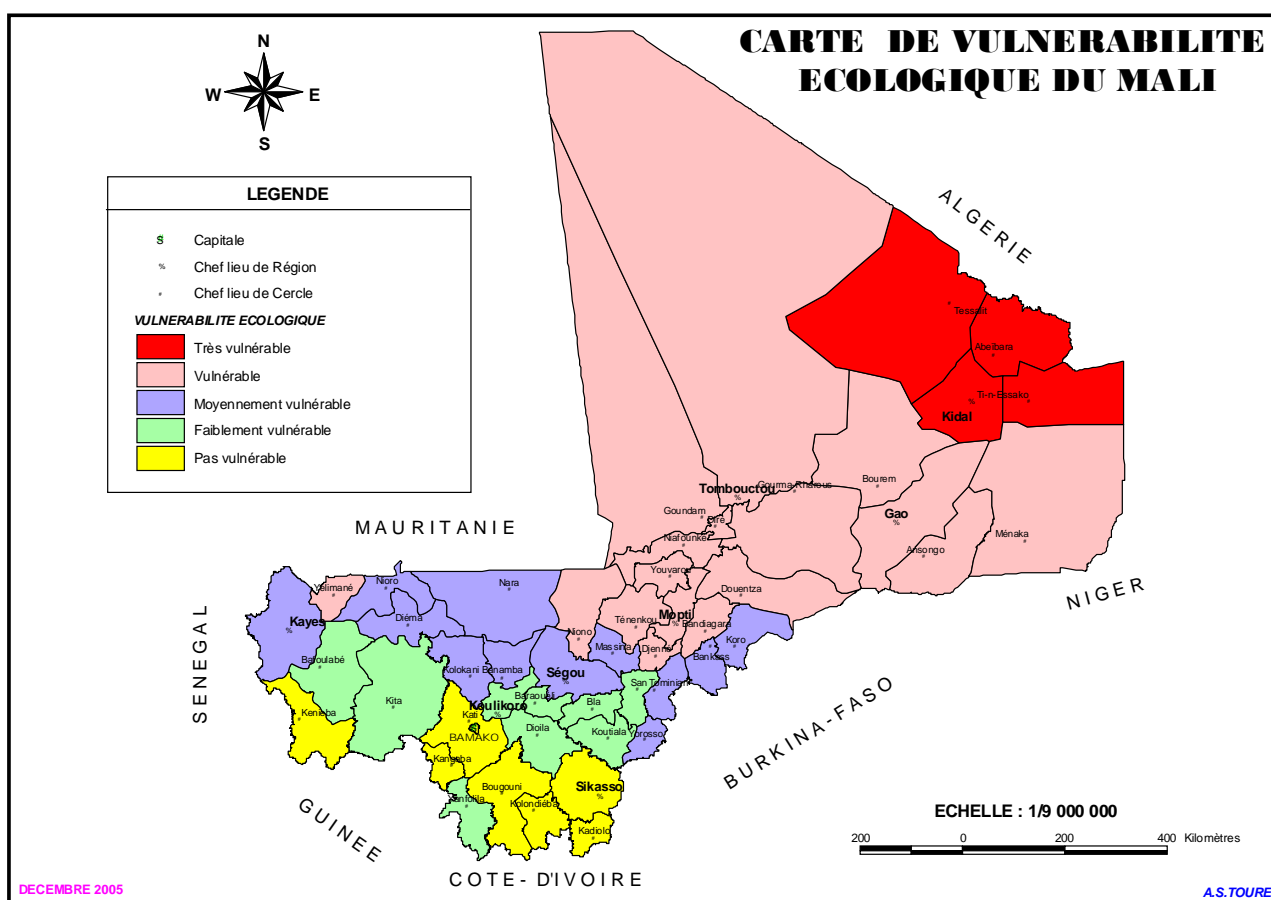 CARTE DE VULNERABILITE
ECOLOGIQUE DU MALI
N
W
E
S
LEGENDE
S
Capitale
%
Chef lieu de Région
#
Chef lieu de Cercle
VULNERABILITE ECOLOGIQUE
Très vulnérable
Vulnérable
Moyennement vulnérable
Faiblement vulnérable
Pas vulnérable
ALGERIE
Tessalit
Abeibara
Ti-n-Essako
Kidal
Tombouctou
Gourma-Rharous
Bourem
Goundam
Diré
Gao
Niafounké
Ansongo
Ménaka
MAURITANIE
Youvarou
Douentza
NIGER
Yélimané
Nioro
Nara
Diéma
Kayes
Ténenkou
Mopti
Bandiagara
Niono
Massina
Djenné
Koro
Bankass
SENEGAL
Bafoulabé
Kolokani
Banamba
Ségou
San
Tominian
Kita
Baraouéli
Bla
Koulikoro
Kati
Kéniéba
BAMAKO
Dioila
Koutiala
Yorosso
BURKINA-FASO
Kangaba
Bougouni
Sikasso
Yanfolila
Kolondiéba
Kadiolo
GUINEE
COTE- D'IVOIRE
ECHELLE : 1/9 000 000
200
0
200
400
Kilomètres
DECEMBRE 2005
A.S.TOURE